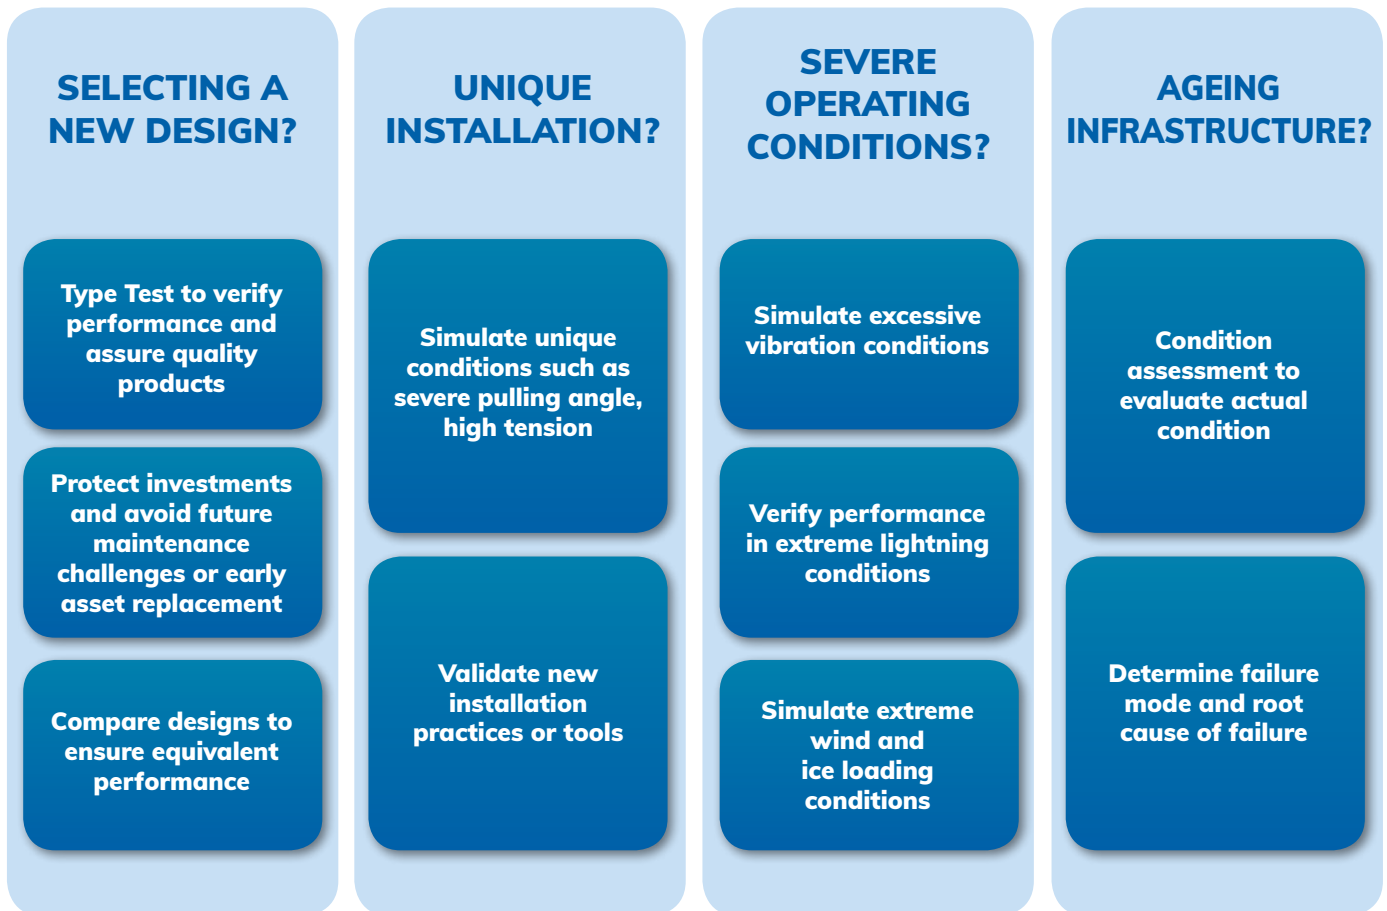 SELECTING A
NEW DESIGN?
Type Test to verify
performance and
assure quality
products
Protect investments
and avoid future
maintenance
challenges or early
asset replacement
Compare designs to
ensure equivalent
performance
UNIQUE
INSTALLATION?
Simulate unique
conditions such as
severe pulling angle,
high tension
Validate new
installation
practices or tools
SEVERE
OPERATING
CONDITIONS?
Simulate excessive
vibration conditions
Verify performance
in extreme lightning
conditions
Simulate extreme
wind and
ice loading
conditions
AGEING
INFRASTRUCTURE?
Condition
assessment to
evaluate actual
condition
Determine failure
mode and root
cause of failure